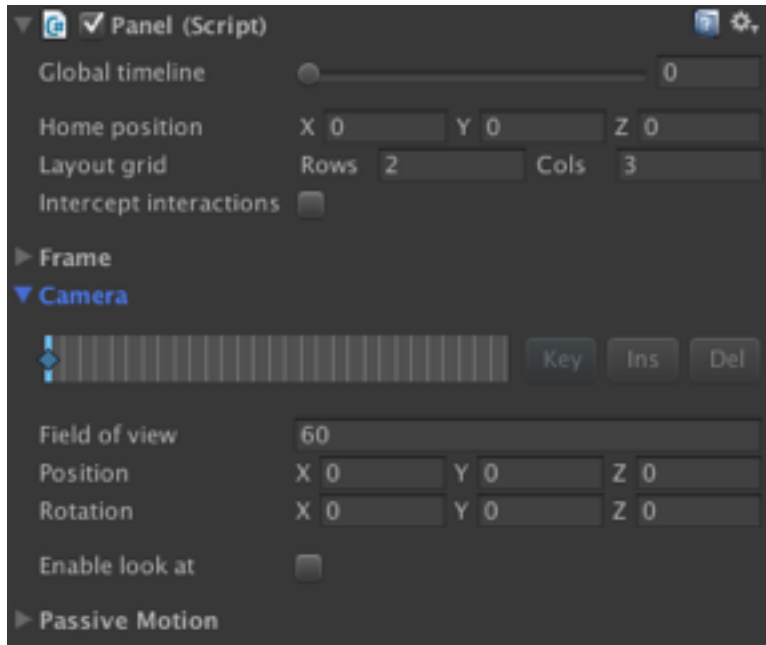 Panel (Script)
Global timeline 0
Home position X 0 Y 0 Z 0
Layout grid Rows 2 Cols 3
Intercept interactions
Frame
Camera
Key Ins Del
Field of view 60
Position X 0 Y 0 Z 0
Rotation X 0 Y 0 Z 0
Enable look at
Passive Motion